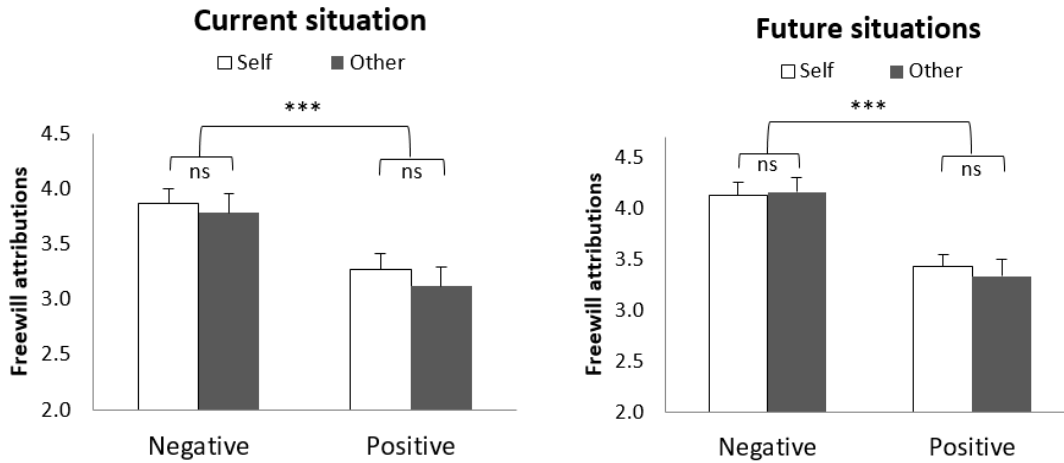 Current situation
Self Other
***
ns ns
4.5
4.0
3.5
3.0
2.5
2.0
Freewill attributions
Negative Positive
Future situations
Self Other
***
ns ns
4.5
4.0
3.5
3.0
2.5
2.0
Freewill attributions
Negative Positive